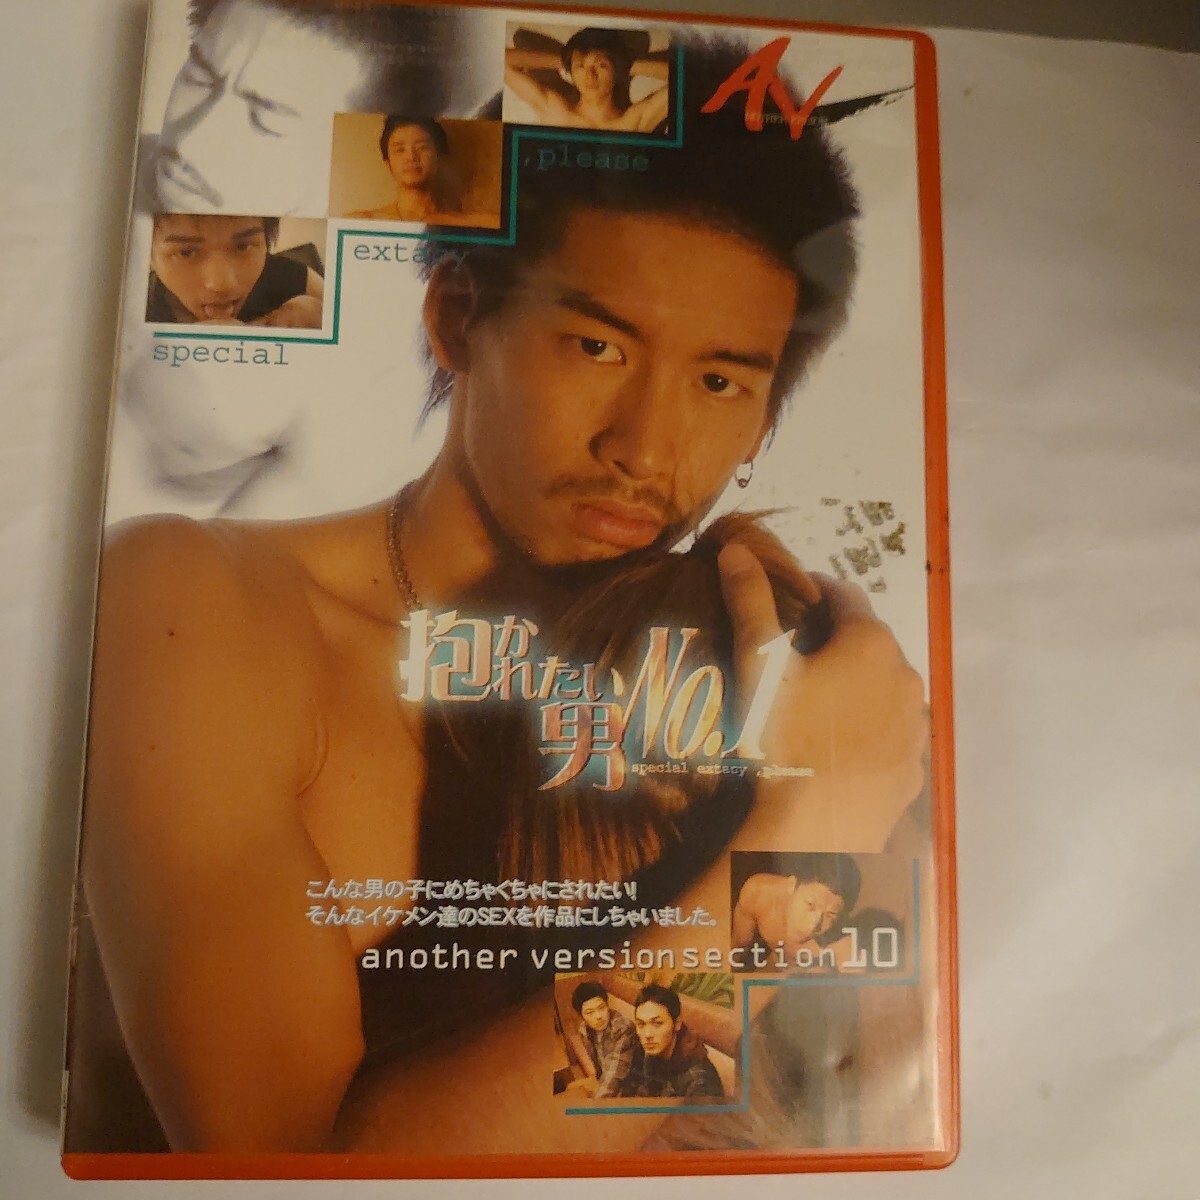 AV
,please
extacy
special
抱かれたい
男 No.1
special extacy ,please
こんな男の子にめちゃくちゃにされたい!
そんなイケメン達のSEXを作品にしちゃいました。
another version section 10